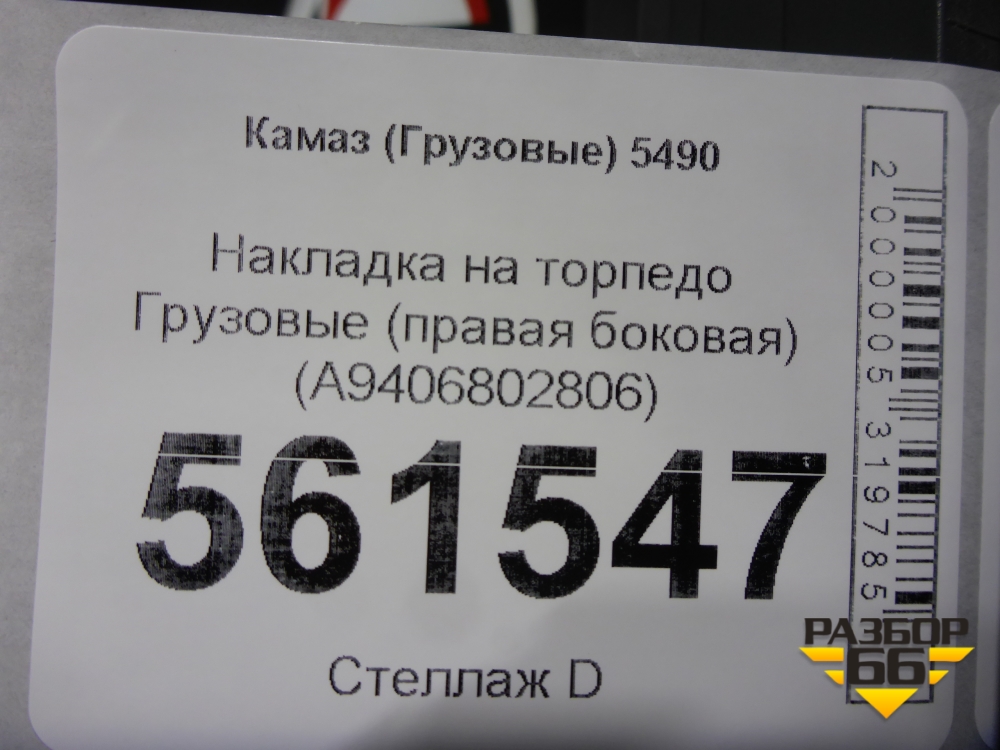 Камаз (Грузовые) 5490
Накладка на торпедо
Грузовые (правая боковая)
(A9406802806)
561547
Стеллаж D
2000005319785
РАЗБОР
66